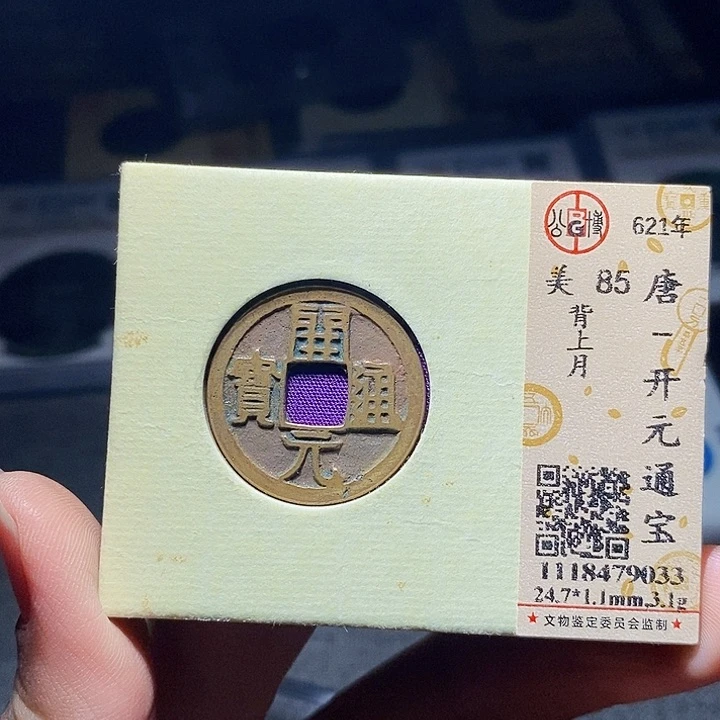 開元通寶
公G博
621年
唐-开元通宝
美 85
背上月
1118479033
24.7*1.1mm,3.1g
★文物鉴定委员会监制★